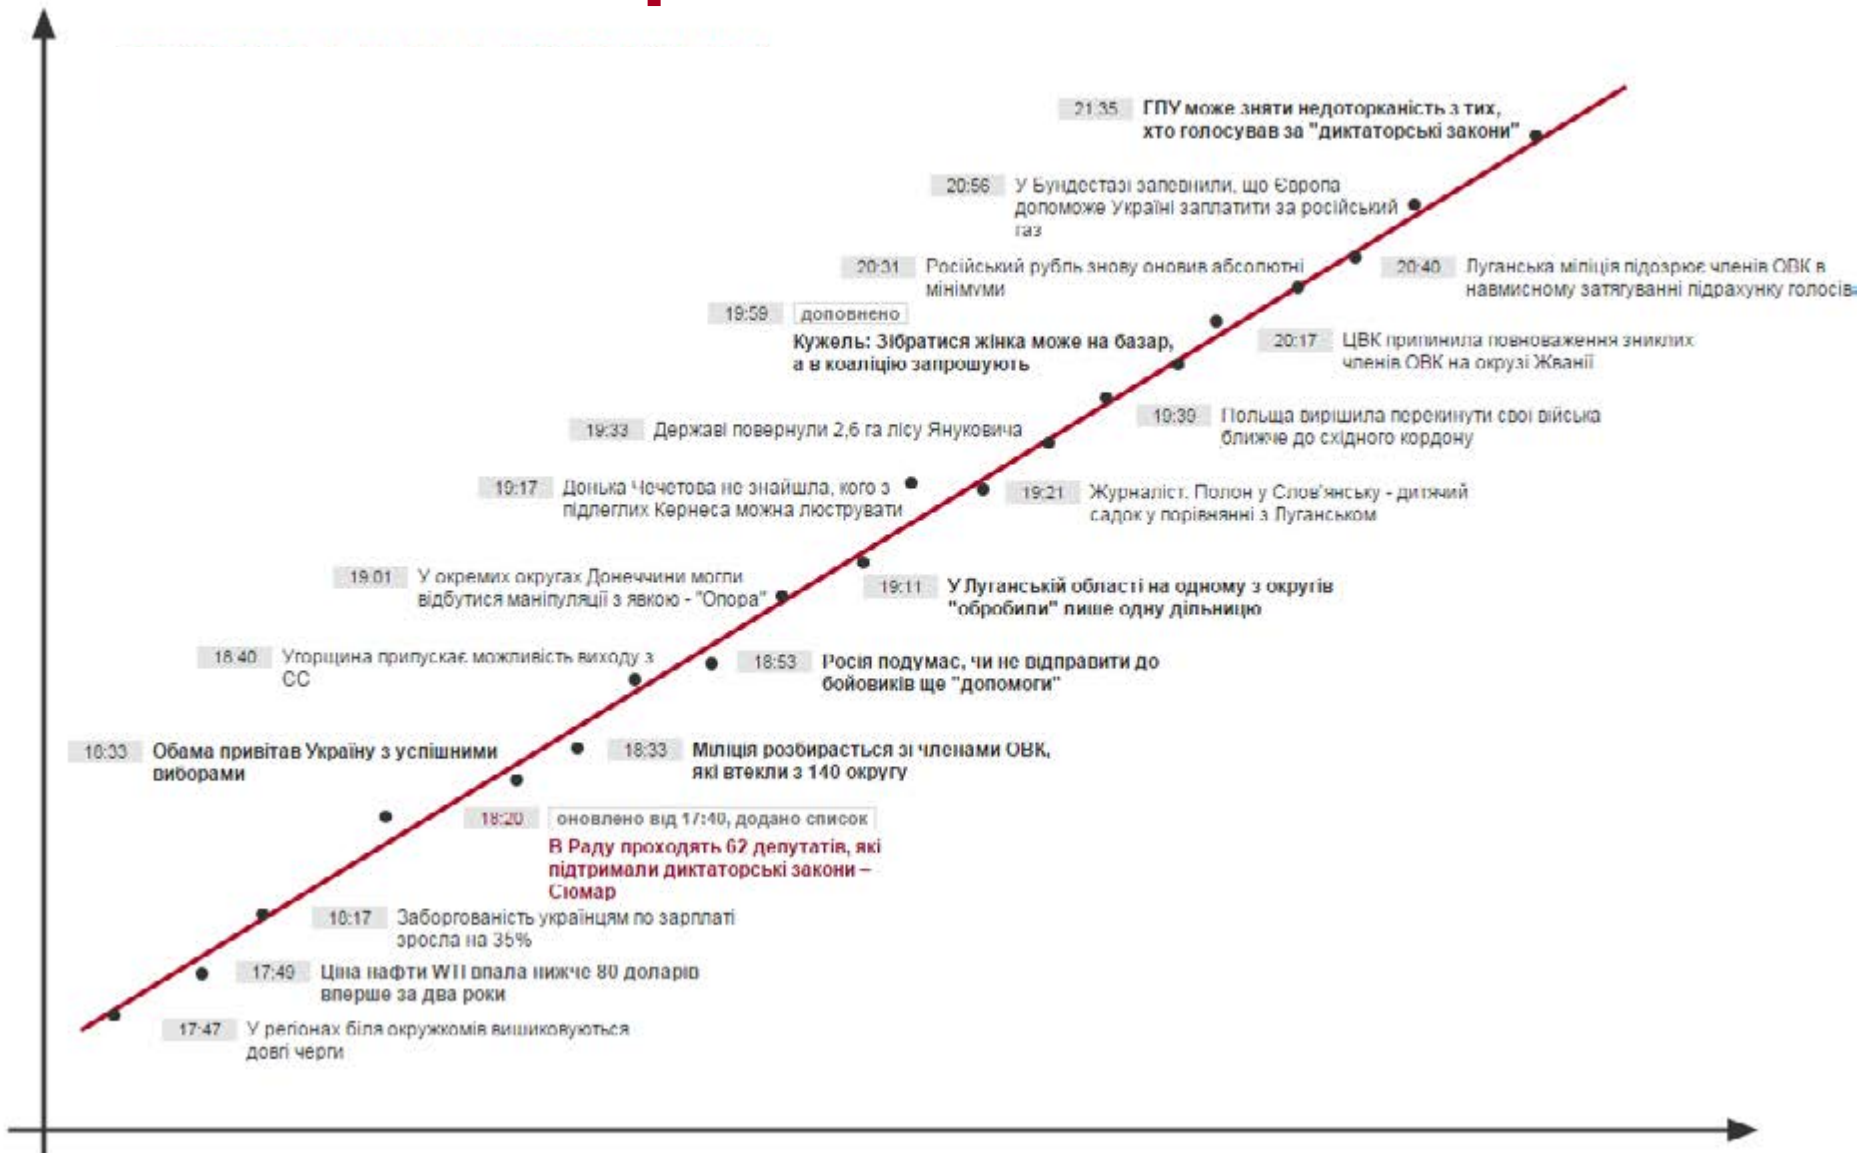 21:35 ГПУ може зняти недоторканість з тих,
хто голосував за "диктаторські закони"
20:56 У Бундестазі запевнили, що Європа
допоможе Україні заплатити за російський
газ
20:31 Російський рубль знову оновив абсолютні
мінімуми
20:40 Луганська міліція підозрює членів ОВК в
навмисному затягуванні підрахунку голосів
19:59 доповнено
Кужель: Зібратися жінка може на базар,
а в коаліцію запрошують
20:17 ЦВК припинила повноваження зниклих
членів ОВК на окрузі Жванії
19:33 Державі повернули 2,6 га лісу Януковича
19:39 Польща вирішила перекинути свої війська
ближче до східного кордону
19:17 Донька Чечетова не знайшла, кого з
підлеглих Кернеса можна люструвати
19:21 Журналіст: Полон у Слов'янську - дитячий
садок у порівнянні з Луганськом
19:01 У окремих округах Донеччини могли
відбутися маніпуляції з явкою - "Опора"
19:11 У Луганській області на одному з округів
"обробили" лише одну дільницю
18:40 Угорщина припускає можливість виходу з
ЄС
18:53 Росія подумає, чи не відправити до
бойовиків ще "допомоги"
18:33 Обама привітав Україну з успішними
виборами
18:33 Міліція розбирається зі членами ОВК,
які втекли з 140 округу
18:20 оновлено від 17:40, додано список
В Раду проходять 62 депутатів, які
підтримали диктаторські закони –
Сюмар
18:17 Заборгованість українцям по зарплаті
зросла на 35%
17:49 Ціна нафти WTI впала нижче 80 доларів
вперше за два роки
17:47 У регіонах біля окружкомів вишиковуються
довгі черги